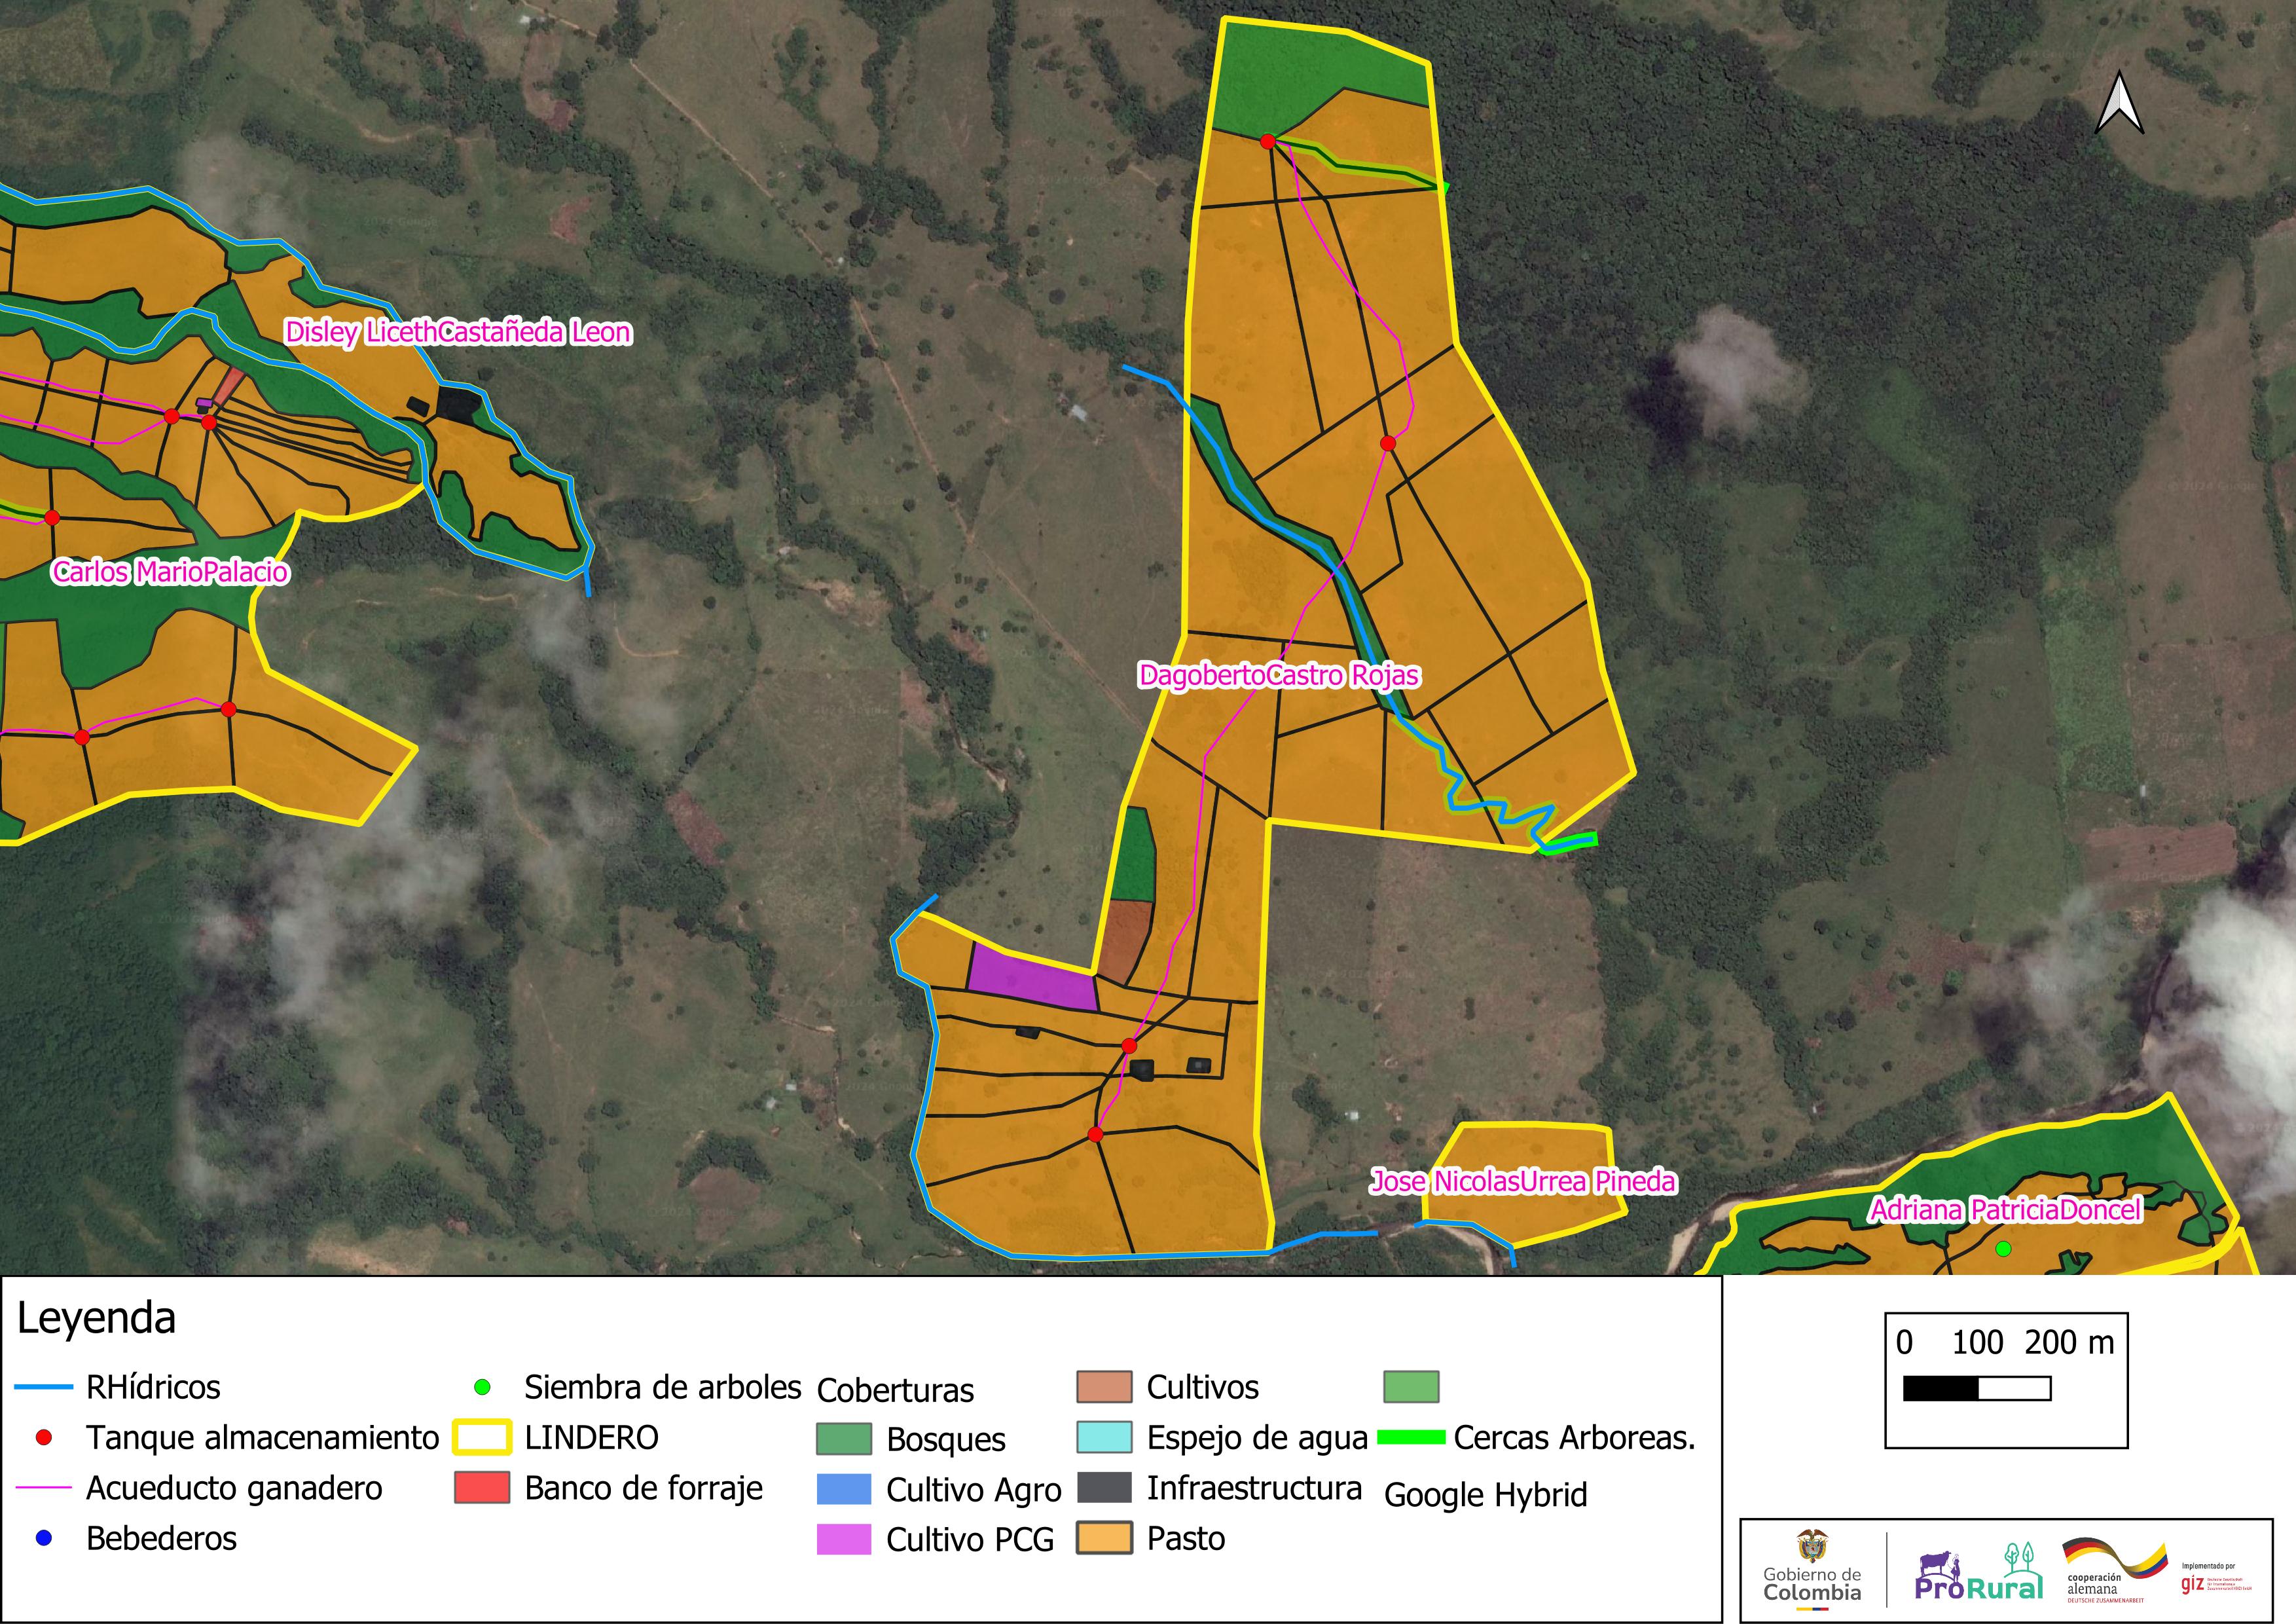 Disley LicethCastañeda Leon
Carlos MarioPalacio
DagobertoCastro Rojas
Jose NicolasUrrea Pineda
Adriana PatriciaDoncel
Leyenda
RHídricos
Tanque almacenamiento
Acueducto ganadero
Bebederos
Siembra de arboles
LINDERO
Banco de forraje
Coberturas
Bosques
Cultivo Agro
Cultivo PCG
Cultivos
Espejo de agua
Infraestructura
Pasto
Cercas Arboreas.
Google Hybrid
0 100 200 m
Gobierno de
Colombia
ProRural
cooperación
alemana
DEUTSCHE ZUSAMMENARBEIT
Implementado por
giz